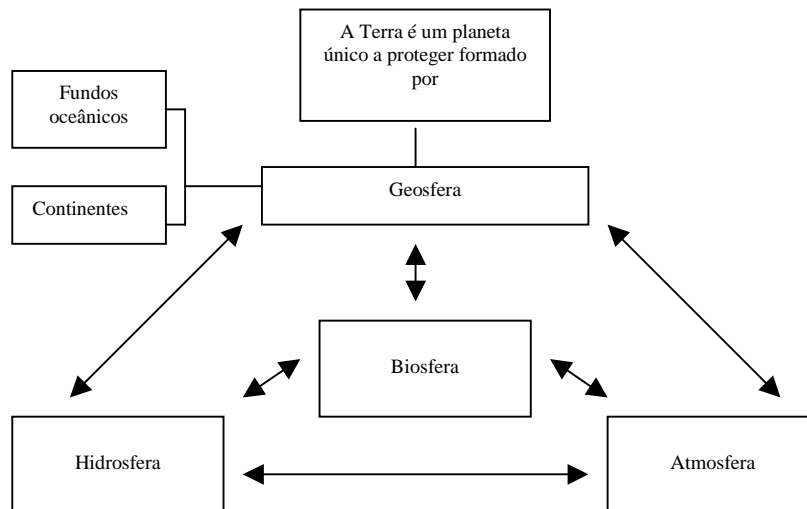 A Terra é um planeta
único a proteger formado
por
Fundos
oceânicos
Geosfera
Continentes
Biosfera
Hidrosfera
Atmosfera